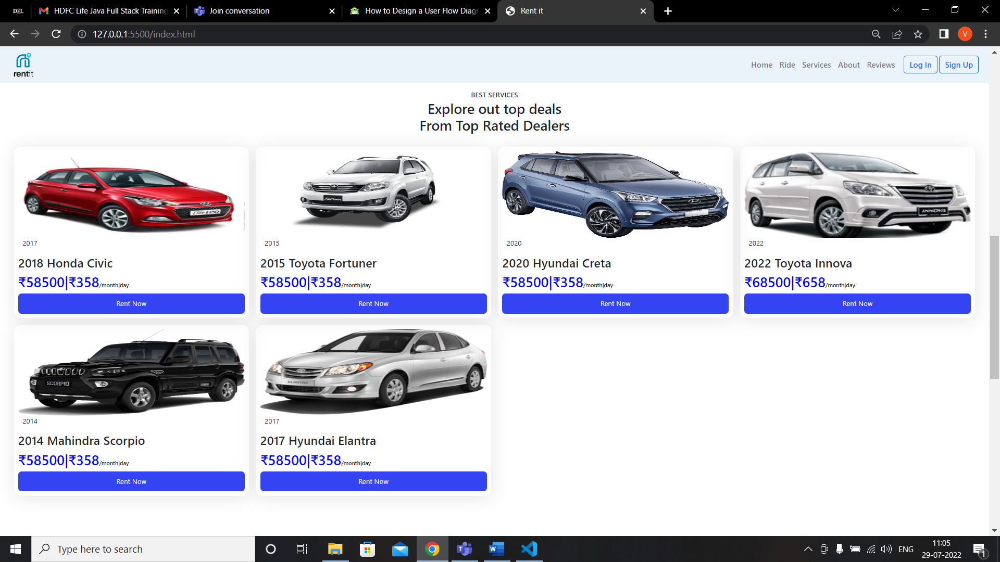 D2L
HDFC Life Java Full Stack Training
Join conversation
How to Design a User Flow Diagr
Rent it
127.0.0.1:5500/index.html
V
rentit
Home Ride Services About Reviews Log In Sign Up
BEST SERVICES
Explore out top deals
From Top Rated Dealers
Elite i20
FORTUNER
INNOVA
2017 2015 2020 2022
2018 Honda Civic 2015 Toyota Fortuner 2020 Hyundai Creta 2022 Toyota Innova
₹58500|₹358/month|day ₹58500|₹358/month|day ₹58500|₹358/month|day ₹68500|₹658/month|day
Rent Now Rent Now Rent Now Rent Now
SCORPIO
ELANTRA
2014 2017
2014 Mahindra Scorpio 2017 Hyundai Elantra
₹58500|₹358/month|day ₹58500|₹358/month|day
Rent Now Rent Now
Type here to search
ENG
11:05
29-07-2022
1